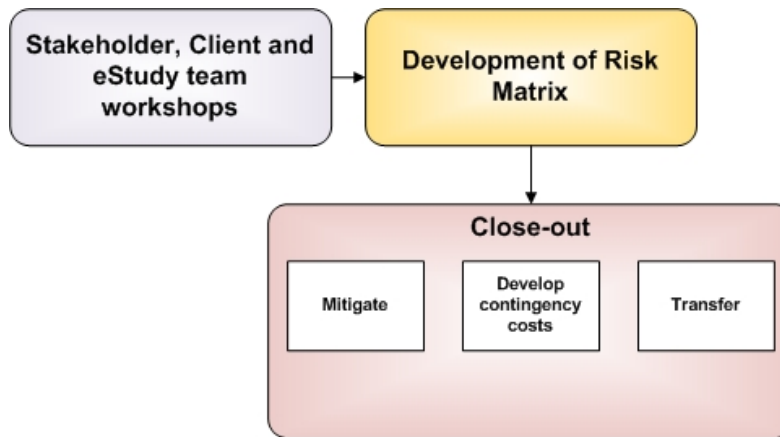 Stakeholder, Client and
eStudy team
workshops
Development of Risk
Matrix
Close-out
Mitigate
Develop
contingency
costs
Transfer